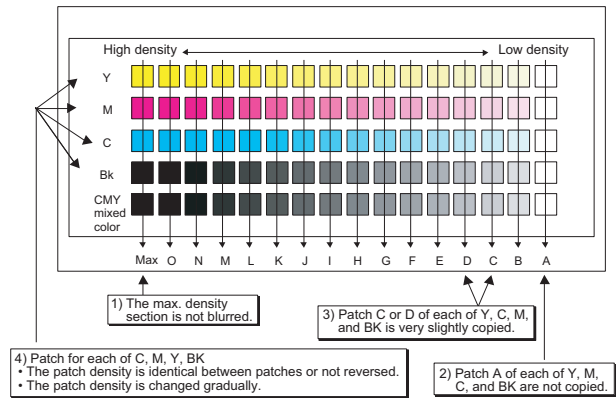 High density Low density
Y
M
C
Bk
CMY
mixed
color
Max O N M L K J I H G F E D C B A
1) The max. density
section is not blurred.
3) Patch C or D of each of Y, C, M,
and BK is very slightly copied.
4) Patch for each of C, M, Y, BK
• The patch density is identical between patches or not reversed.
• The patch density is changed gradually.
2) Patch A of each of Y, M,
C, and BK are not copied.